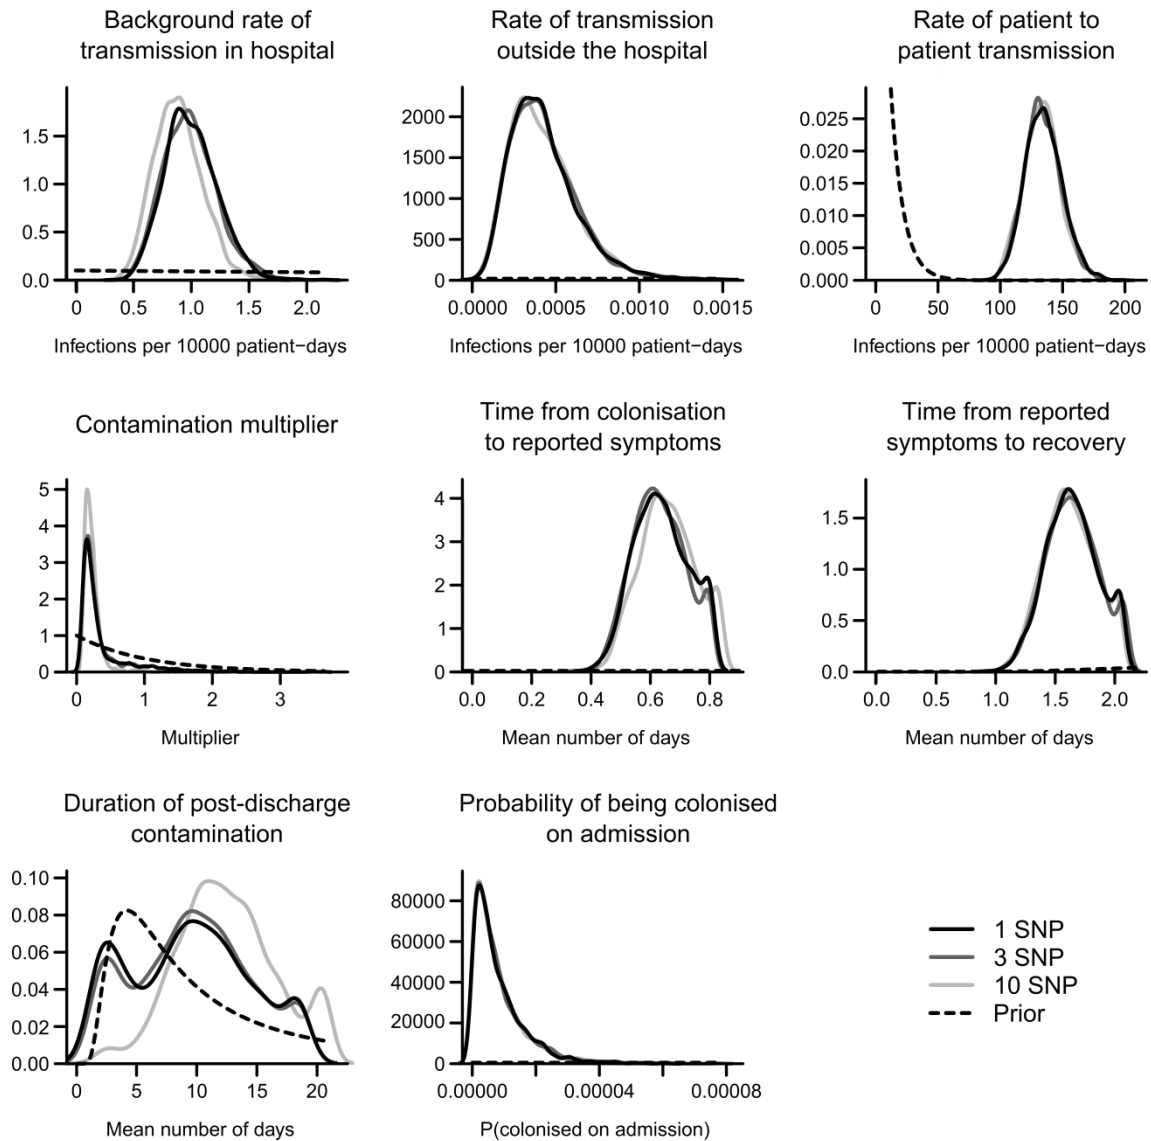 Background rate of
transmission in hospital
Rate of transmission
outside the hospital
Rate of patient to
patient transmission
1.5
1.0
0.5
0.0
0 0.5 1.0 1.5 2.0
Infections per 10000 patient−days
2000
1500
1000
500
0
0.0000 0.0005 0.0010 0.0015
Infections per 10000 patient−days
0.025
0.020
0.015
0.010
0.005
0.000
0 50 100 150 200
Infections per 10000 patient−days
Contamination multiplier
Time from colonisation
to reported symptoms
Time from reported
symptoms to recovery
5
4
3
2
1
0
0 1 2 3
Multiplier
4
3
2
1
0
0.0 0.2 0.4 0.6 0.8
Mean number of days
1.5
1.0
0.5
0.0
0.0 0.5 1.0 1.5 2.0
Mean number of days
Duration of post-discharge
contamination
Probability of being colonised
on admission
0.10
0.08
0.06
0.04
0.02
0.00
0 5 10 15 20
Mean number of days
80000
60000
40000
20000
0
0.00000 0.00004 0.00008
P(colonised on admission)
1 SNP
3 SNP
10 SNP
Prior